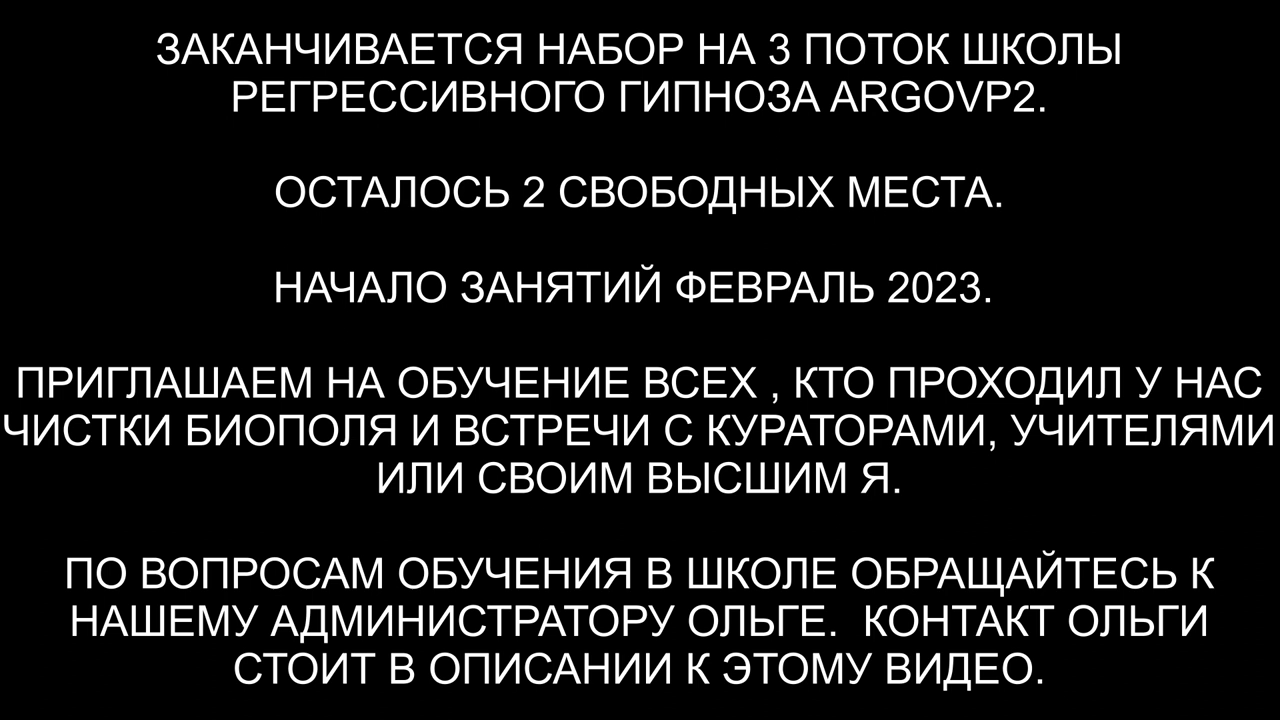 ЗАКАНЧИВАЕТСЯ НАБОР НА 3 ПОТОК ШКОЛЫ
РЕГРЕССИВНОГО ГИПНОЗА ARGOVP2.
ОСТАЛОСЬ 2 СВОБОДНЫХ МЕСТА.
НАЧАЛО ЗАНЯТИЙ ФЕВРАЛЬ 2023.
ПРИГЛАШАЕМ НА ОБУЧЕНИЕ ВСЕХ , КТО ПРОХОДИЛ У НАС
ЧИСТКИ БИОПОЛЯ И ВСТРЕЧИ С КУРАТОРАМИ, УЧИТЕЛЯМИ
ИЛИ СВОИМ ВЫСШИМ Я.
ПО ВОПРОСАМ ОБУЧЕНИЯ В ШКОЛЕ ОБРАЩАЙТЕСЬ К
НАШЕМУ АДМИНИСТРАТОРУ ОЛЬГЕ.  КОНТАКТ ОЛЬГИ
СТОИТ В ОПИСАНИИ К ЭТОМУ ВИДЕО.